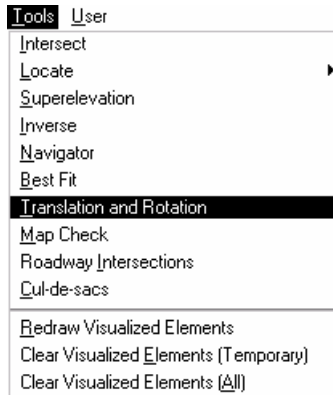 Tools User
Intersect
Locate
Superelevation
Inverse
Navigator
Best Fit
Translation and Rotation
Map Check
Roadway Intersections
Cul-de-sacs
Redraw Visualized Elements
Clear Visualized Elements (Temporary)
Clear Visualized Elements (All)